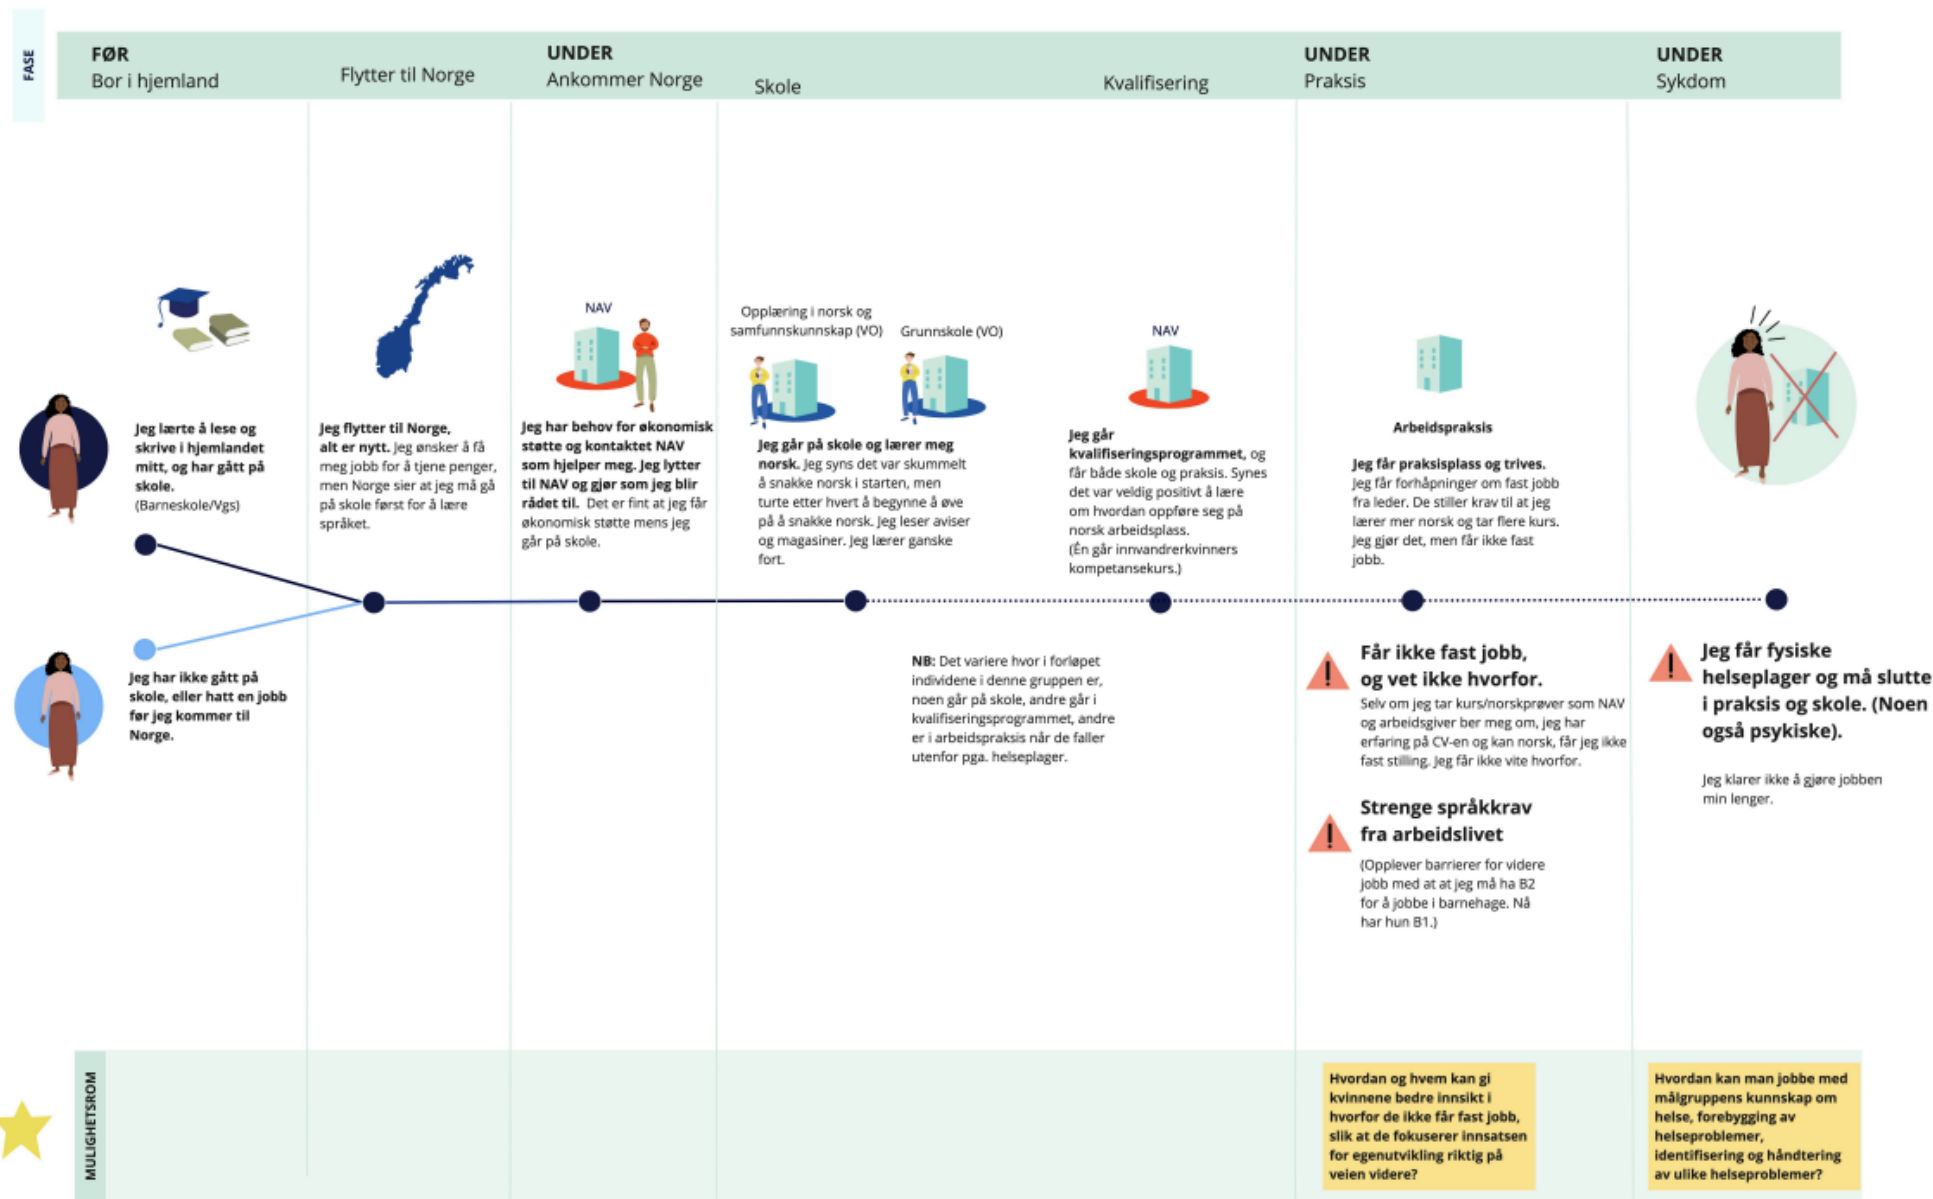 FASE
FØR
Bor i hjemland
Flytter til Norge
UNDER
Ankommer Norge
Skole
Kvalifisering
UNDER
Praksis
UNDER
Sykdom
Jeg lærte å lese og
skrive i hjemlandet
mitt, og har gått på
skole.
(Barneskole/Vgs)
Jeg flytter til Norge,
alt er nytt. Jeg ønsker å få
meg jobb for å tjene penger,
men Norge sier at jeg må gå
på skole først for å lære
språket.
NAV
Jeg har behov for økonomisk
støtte og kontaktet NAV
som hjelper meg. Jeg lytter
til NAV og gjør som jeg blir
rådet til. Det er fint at jeg får
økonomisk støtte mens jeg
går på skole.
Opplæring i norsk og
samfunnskunnskap (VO)
Grunnskole (VO)
Jeg går på skole og lærer meg
norsk. Jeg syns det var skummelt
å snakke norsk i starten, men
turte etter hvert å begynne å øve
på å snakke norsk. Jeg leser aviser
og magasiner. Jeg lærer ganske
fort.
NAV
Jeg går
kvalifiseringsprogrammet, og
får både skole og praksis. Synes
det var veldig positivt å lære
om hvordan oppføre seg på
norsk arbeidsplass.
(Én går innvandrerkvinners
kompetansekurs.)
Arbeidspraksis
Jeg får praksisplass og trives.
Jeg får forhåpninger om fast jobb
fra leder. De stiller krav til at jeg
lærer mer norsk og tar flere kurs.
Jeg gjør det, men får ikke fast
jobb.
Jeg har ikke gått på
skole, eller hatt en jobb
før jeg kommer til
Norge.
NB: Det variere hvor i forløpet
individene i denne gruppen er,
noen går på skole, andre går i
kvalifiseringsprogrammet, andre
er i arbeidspraksis når de faller
utenfor pga. helseplager.
Får ikke fast jobb,
og vet ikke hvorfor.
Selv om jeg tar kurs/norskprøver som NAV
og arbeidsgiver ber meg om, jeg har
erfaring på CV-en og kan norsk, får jeg ikke
fast stilling. Jeg får ikke vite hvorfor.
Strenge språkkrav
fra arbeidslivet
(Opplever barrierer for videre
jobb med at at jeg må ha B2
for å jobbe i barnehage. Nå
har hun B1.)
Jeg får fysiske
helseplager og må slutte
i praksis og skole. (Noen
også psykiske).
Jeg klarer ikke å gjøre jobben
min lenger.
MULIGHETSROM
Hvordan og hvem kan gi
kvinnene bedre innsikt i
hvorfor de ikke får fast jobb,
slik at de fokuserer innsatsen
for egenutvikling riktig på
veien videre?
Hvordan kan man jobbe med
målgruppens kunnskap om
helse, forebygging av
helseproblemer,
identifisering og håndtering
av ulike helseproblemer?